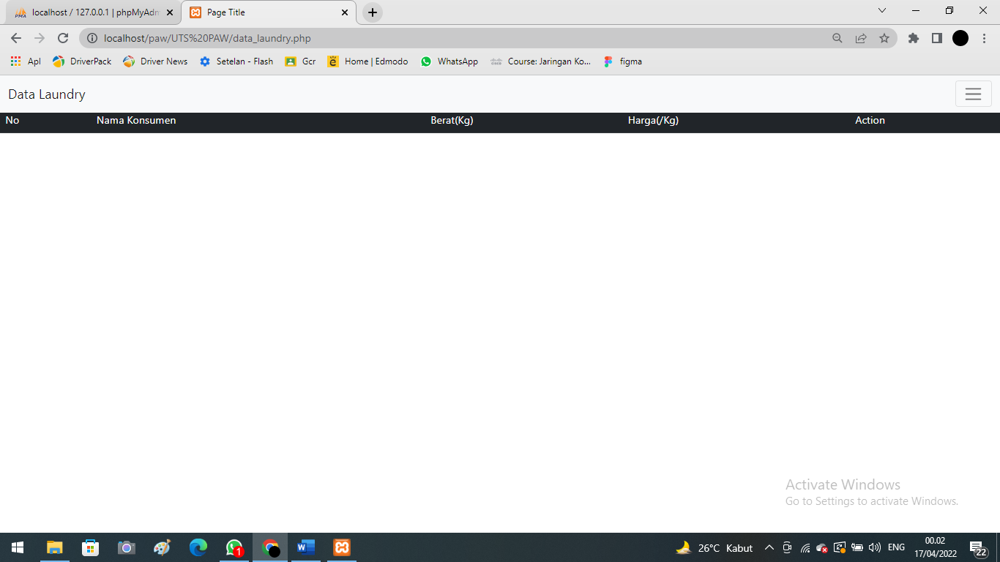 PMA localhost / 127.0.0.1 | phpMyAdm
Page Title
localhost/paw/UTS%20PAW/data_laundry.php
Apl DriverPack Driver News Setelan - Flash Gcr Home | Edmodo WhatsApp Course: Jaringan Ko... figma
Data Laundry
No Nama Konsumen Berat(Kg) Harga(/Kg) Action
Activate Windows
Go to Settings to activate Windows.
1
26°C Kabut
ENG
00.02
17/04/2022
22